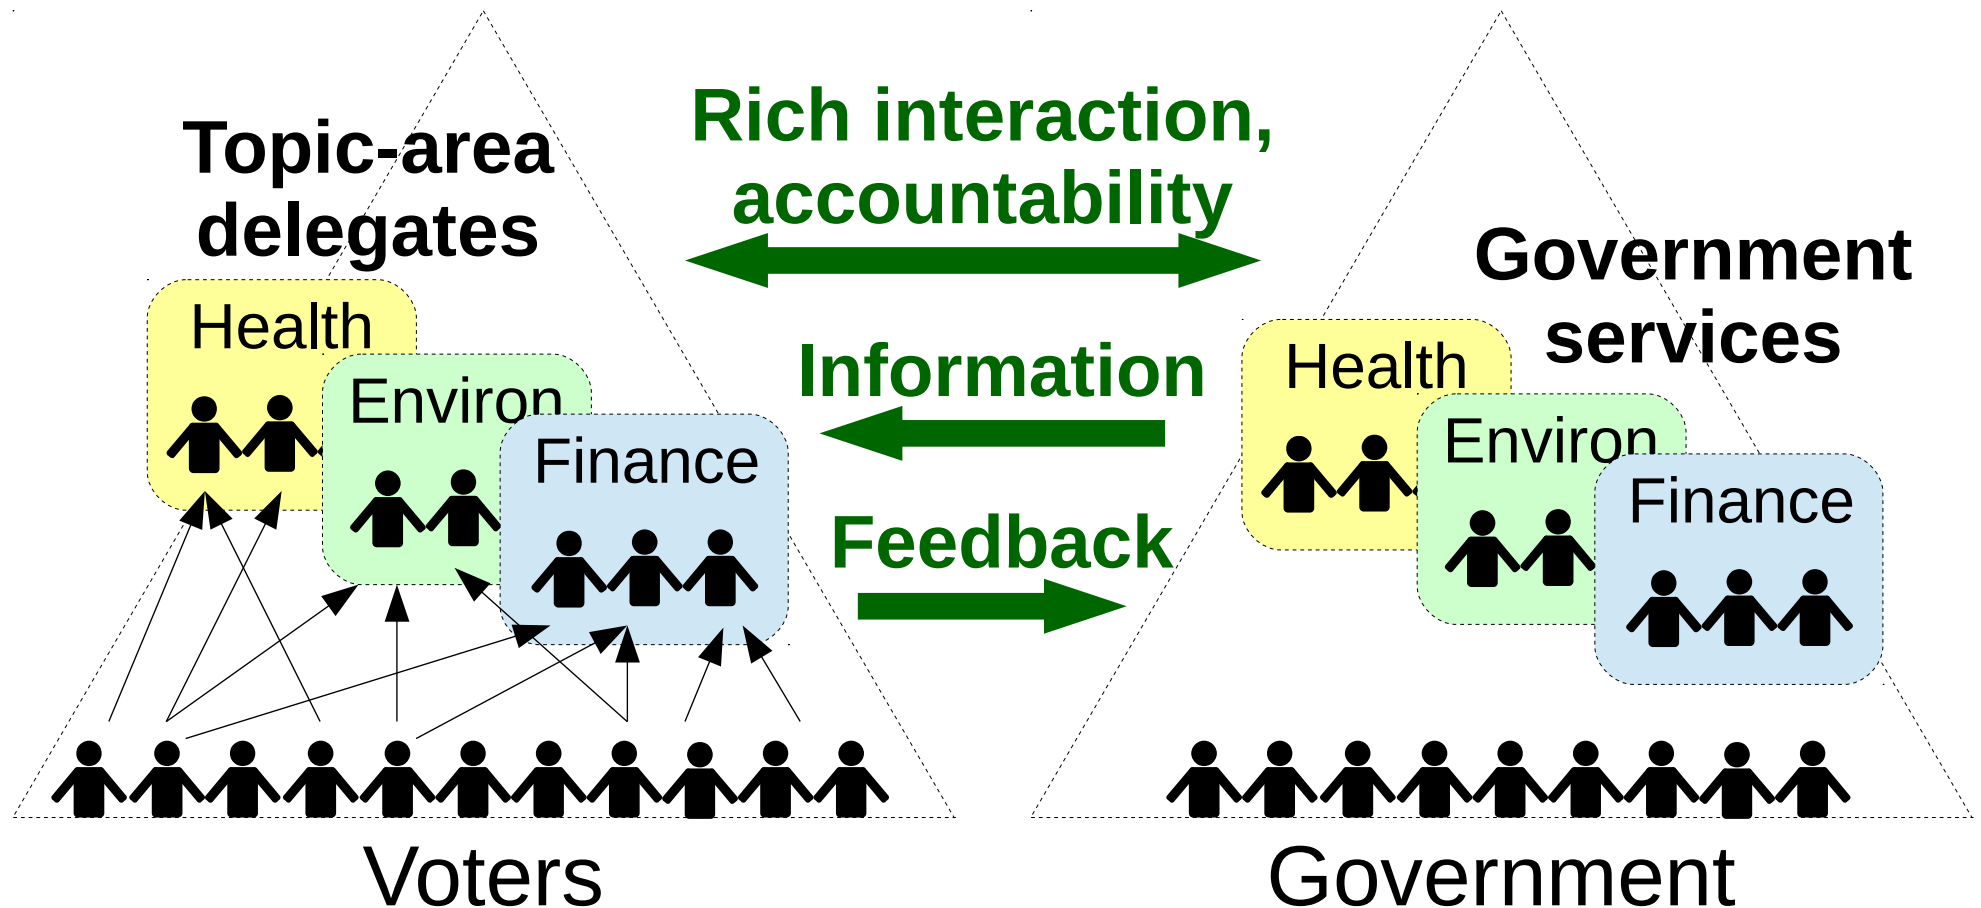 Topic-area
delegates
Health
Environ
Finance
Voters
Rich interaction,
accountability
Information
Feedback
Government
services
Health
Environ
Finance
Government